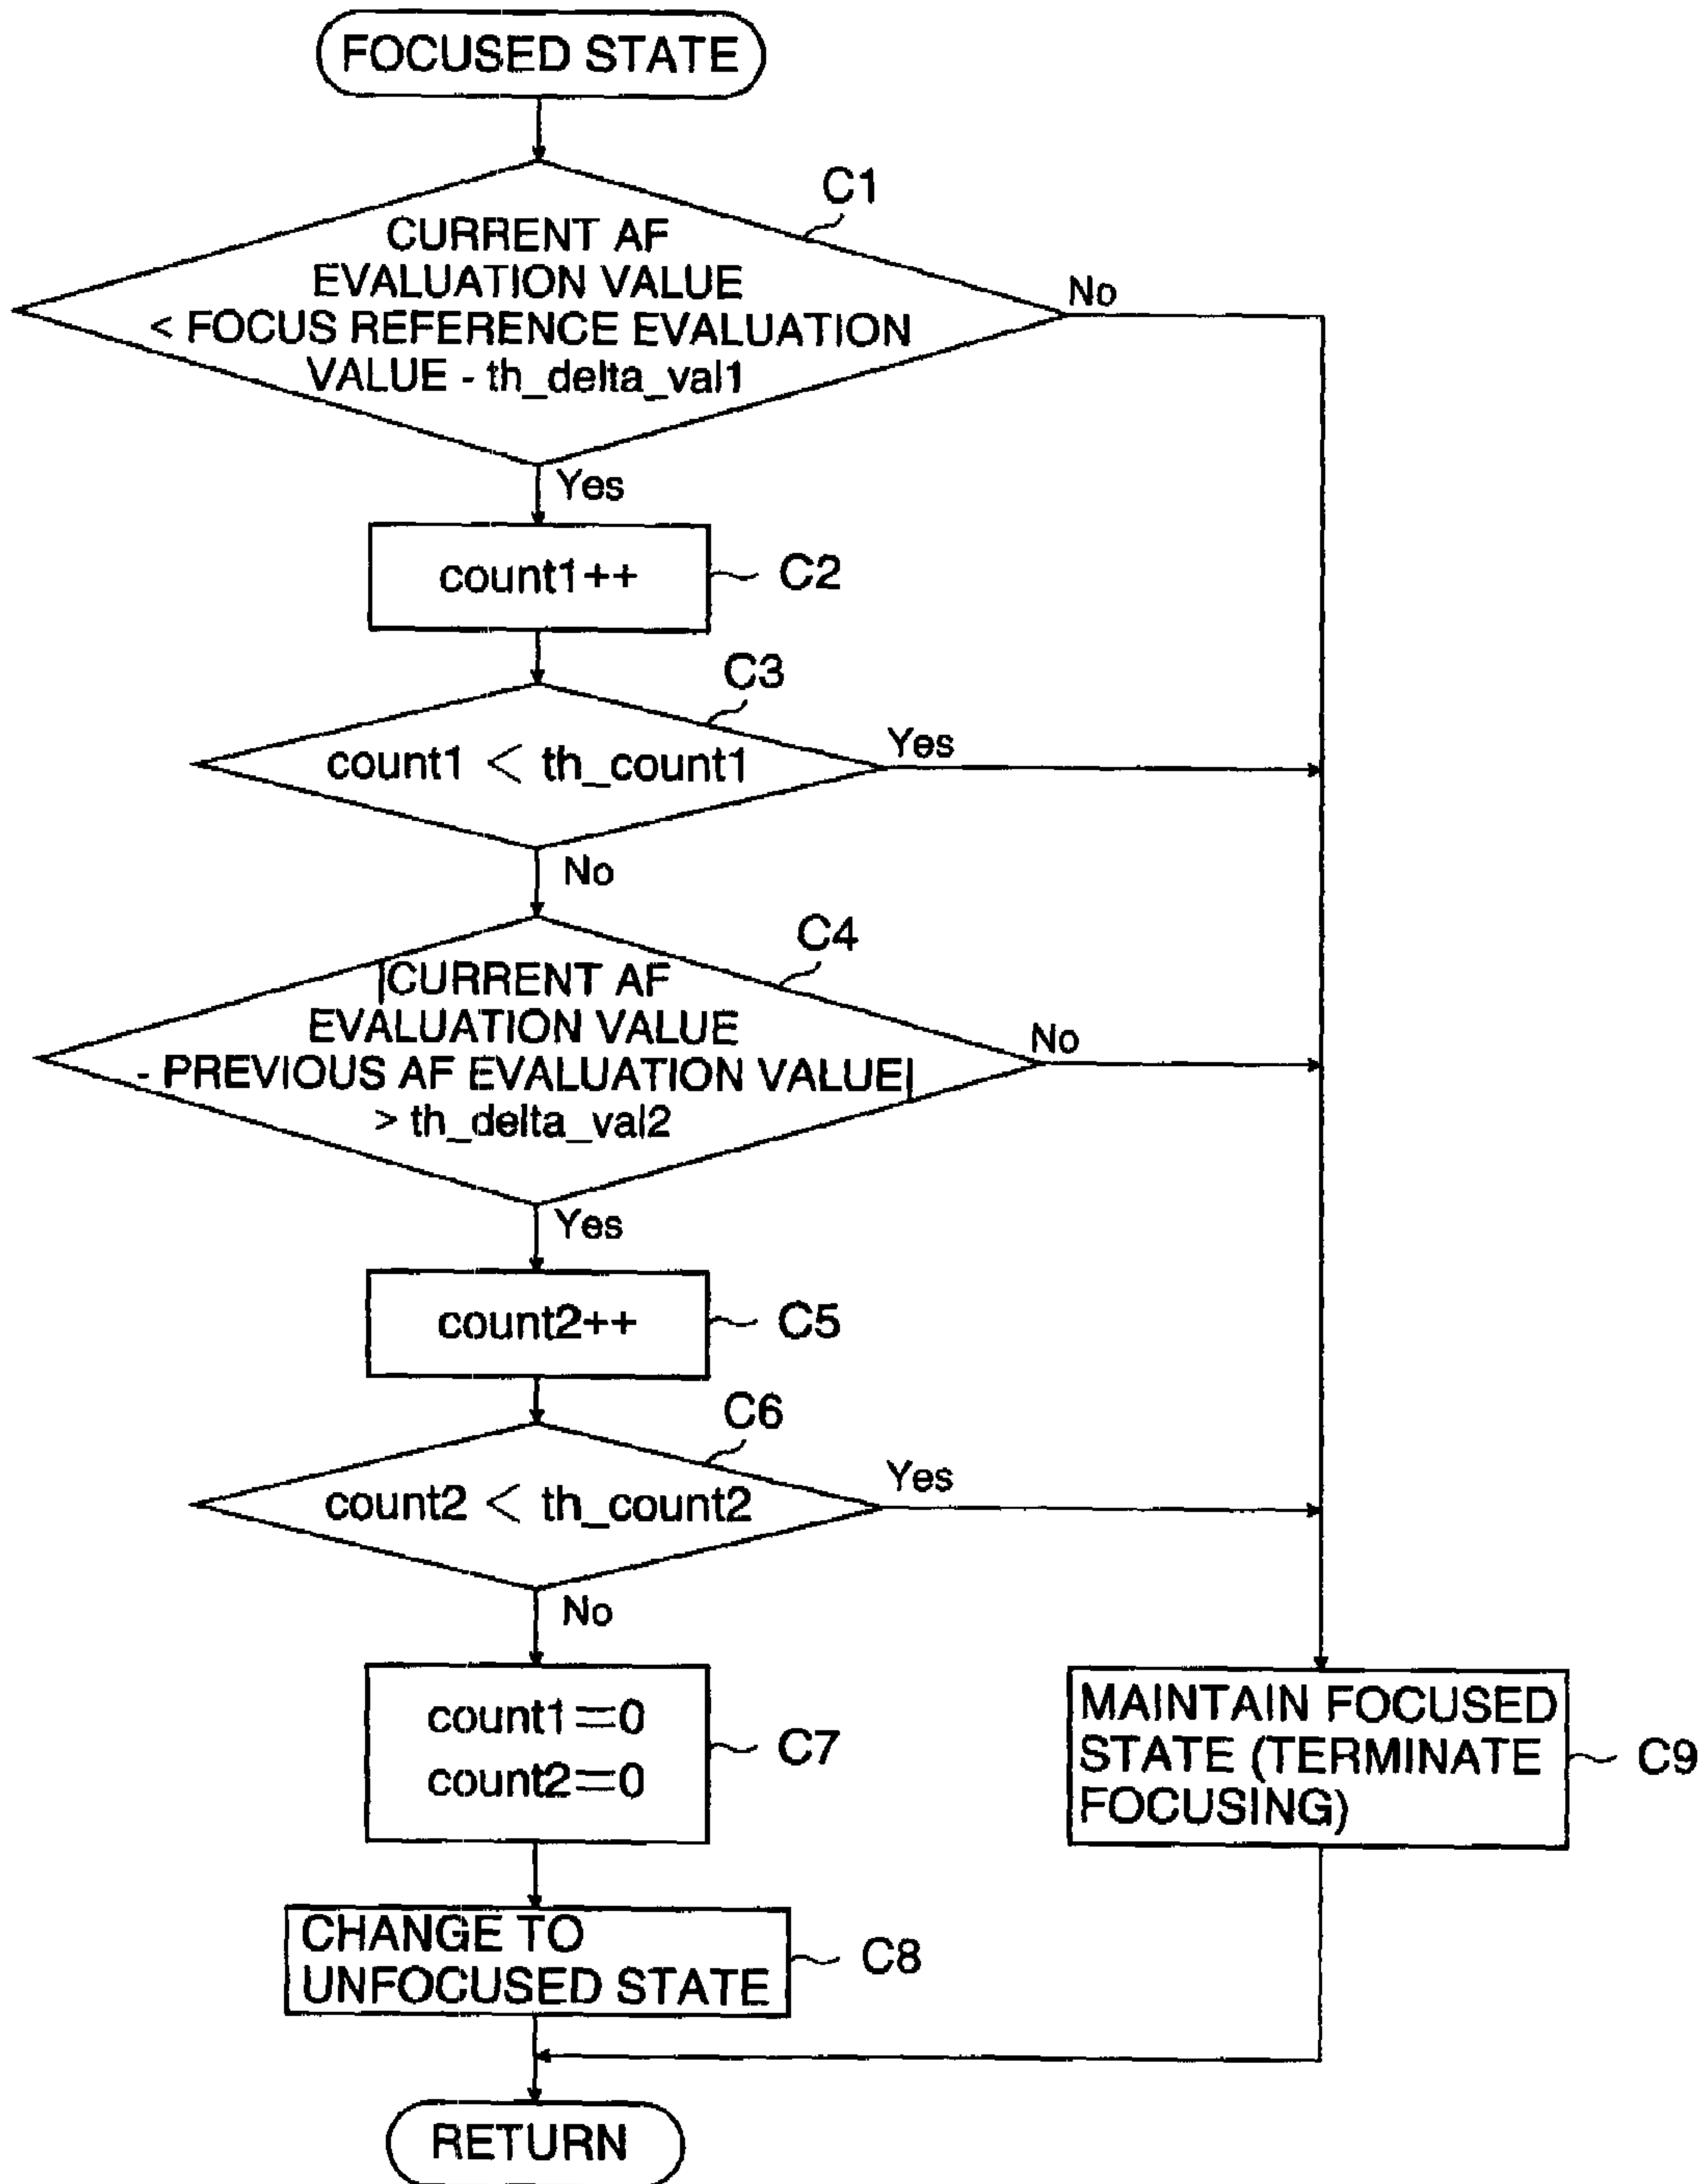 FOCUSED STATE
C1
CURRENT AF
EVALUATION VALUE
< FOCUS REFERENCE EVALUATION
VALUE - th_delta_val1
No
Yes
count1++
C2
C3
count1 < th_count1
Yes
No
C4
|CURRENT AF
EVALUATION VALUE
- PREVIOUS AF EVALUATION VALUE|
> th_delta_val2
No
Yes
count2++
C5
C6
count2 < th_count2
Yes
No
count1=0
count2=0
C7
MAINTAIN FOCUSED
STATE (TERMINATE
FOCUSING)
C9
CHANGE TO
UNFOCUSED STATE
C8
RETURN